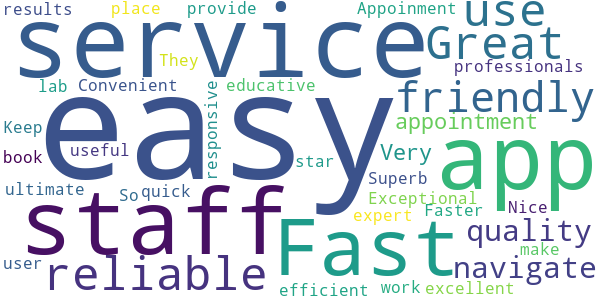 results place provide Appoinment use
service Great
They professionals
lab Convenient responsive educative friendly
easy
Keep appointment
book useful star Very app
ultimate So quick Superb
staff Exceptional Nice
expert Faster
Fast quality
user reliable make
navigate
efficient work excellent